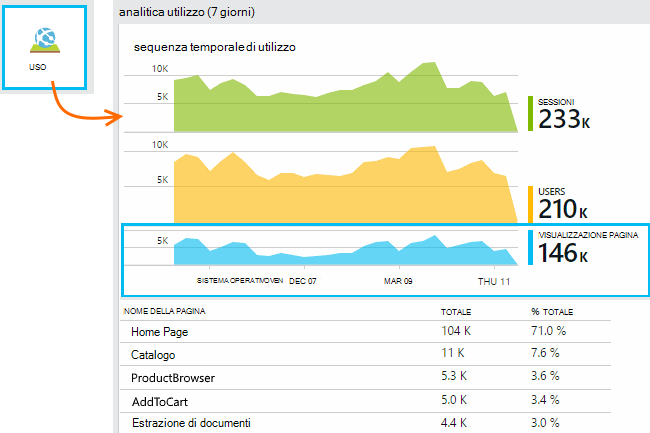 analitica utilizzo (7 giorni)
USO
sequenza temporale di utilizzo
10K
5K
SESSIONI
233K
10K
5K
USERS
210K
5K
VISUALIZZAZIONE PAGINA
146K
SISTEMA OPERATIVO VEN DEC 07 MAR 09 THU 11
NOME DELLA PAGINA TOTALE % TOTALE
Home Page 104 K 71.0 %
Catalogo 11 K 7.6 %
ProductBrowser 5.3 K 3.6 %
AddToCart 5.0 K 3.4 %
Estrazione di documenti 4.4 K 3.0 %